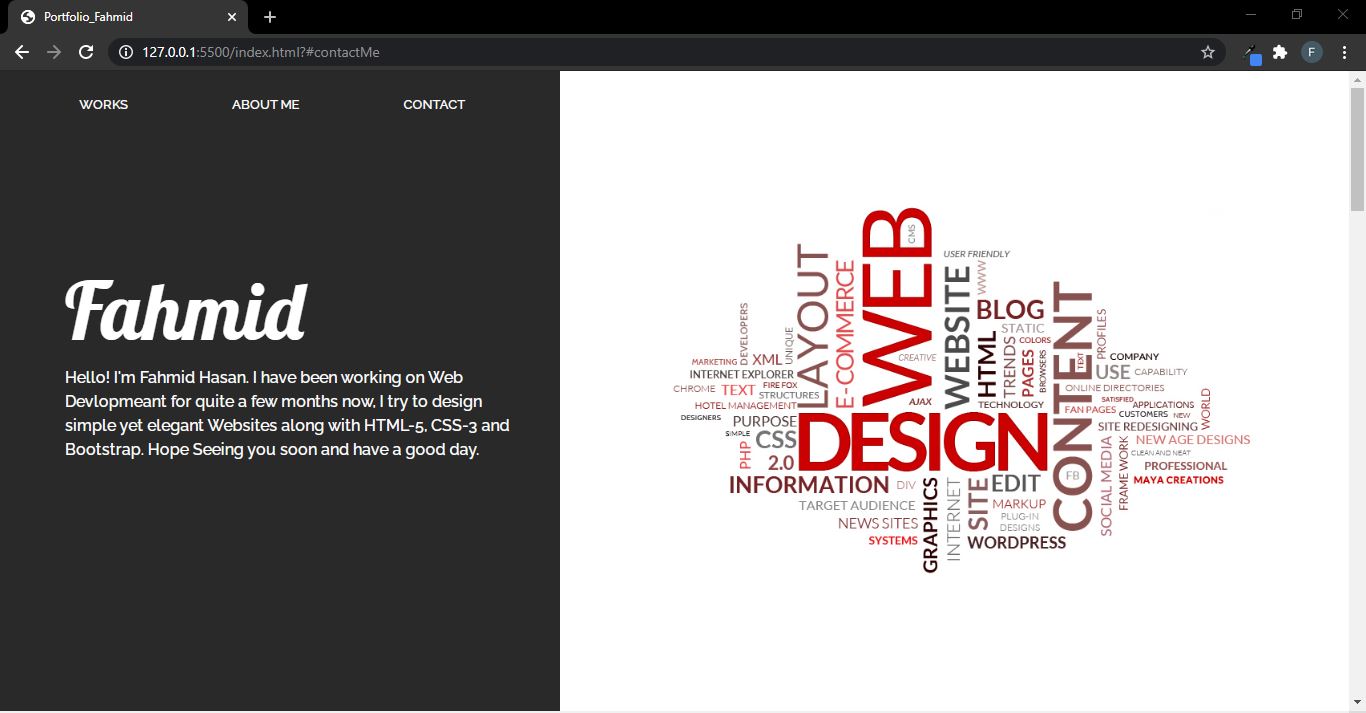 Portfolio_Fahmid
127.0.0.1:5500/index.html?#contactMe
F
WORKS
ABOUT ME
CONTACT
Fahmid
Hello! I'm Fahmid Hasan. I have been working on Web
Devlopmeant for quite a few months now, I try to design
simple yet elegant Websites along with HTML-5, CSS-3 and
Bootstrap. Hope Seeing you soon and have a good day.
WEB
CMS
USER FRIENDLY
LAYOUT
E-COMMERCE
WEBSITE
WWW
BLOG
STATIC
COLORS
CONTENT
PROFILES
DEVELOPERS
UNIQUE
CREATIVE
HTML
TRENDS
PAGES
BROWSERS
TEXT
COMPANY
MARKETING
XML
INTERNET EXPLORER
USE
CAPABILITY
CHROME
TEXT
FIRE FOX
STRUCTURES
ONLINE DIRECTORIES
WORLD
HOTEL MANAGEMENT
AJAX
TECHNOLOGY
SATISFIED
FAN PAGES
APPLICATIONS
DESIGNERS
PURPOSE
CUSTOMERS
NEW
SITE REDESIGNING
SIMPLE
CSS
DESIGN
NEW AGE DESIGNS
PHP
2.0
SOCIAL MEDIA
FRAME WORK
CLEAN AND NEAT
PROFESSIONAL
FB
MAYA CREATIONS
INFORMATION
DIV
GRAPHICS
INTERNET
SITE
EDIT
TARGET AUDIENCE
MARKUP
NEWS SITES
PLUG-IN
DESIGNS
SYSTEMS
WORDPRESS